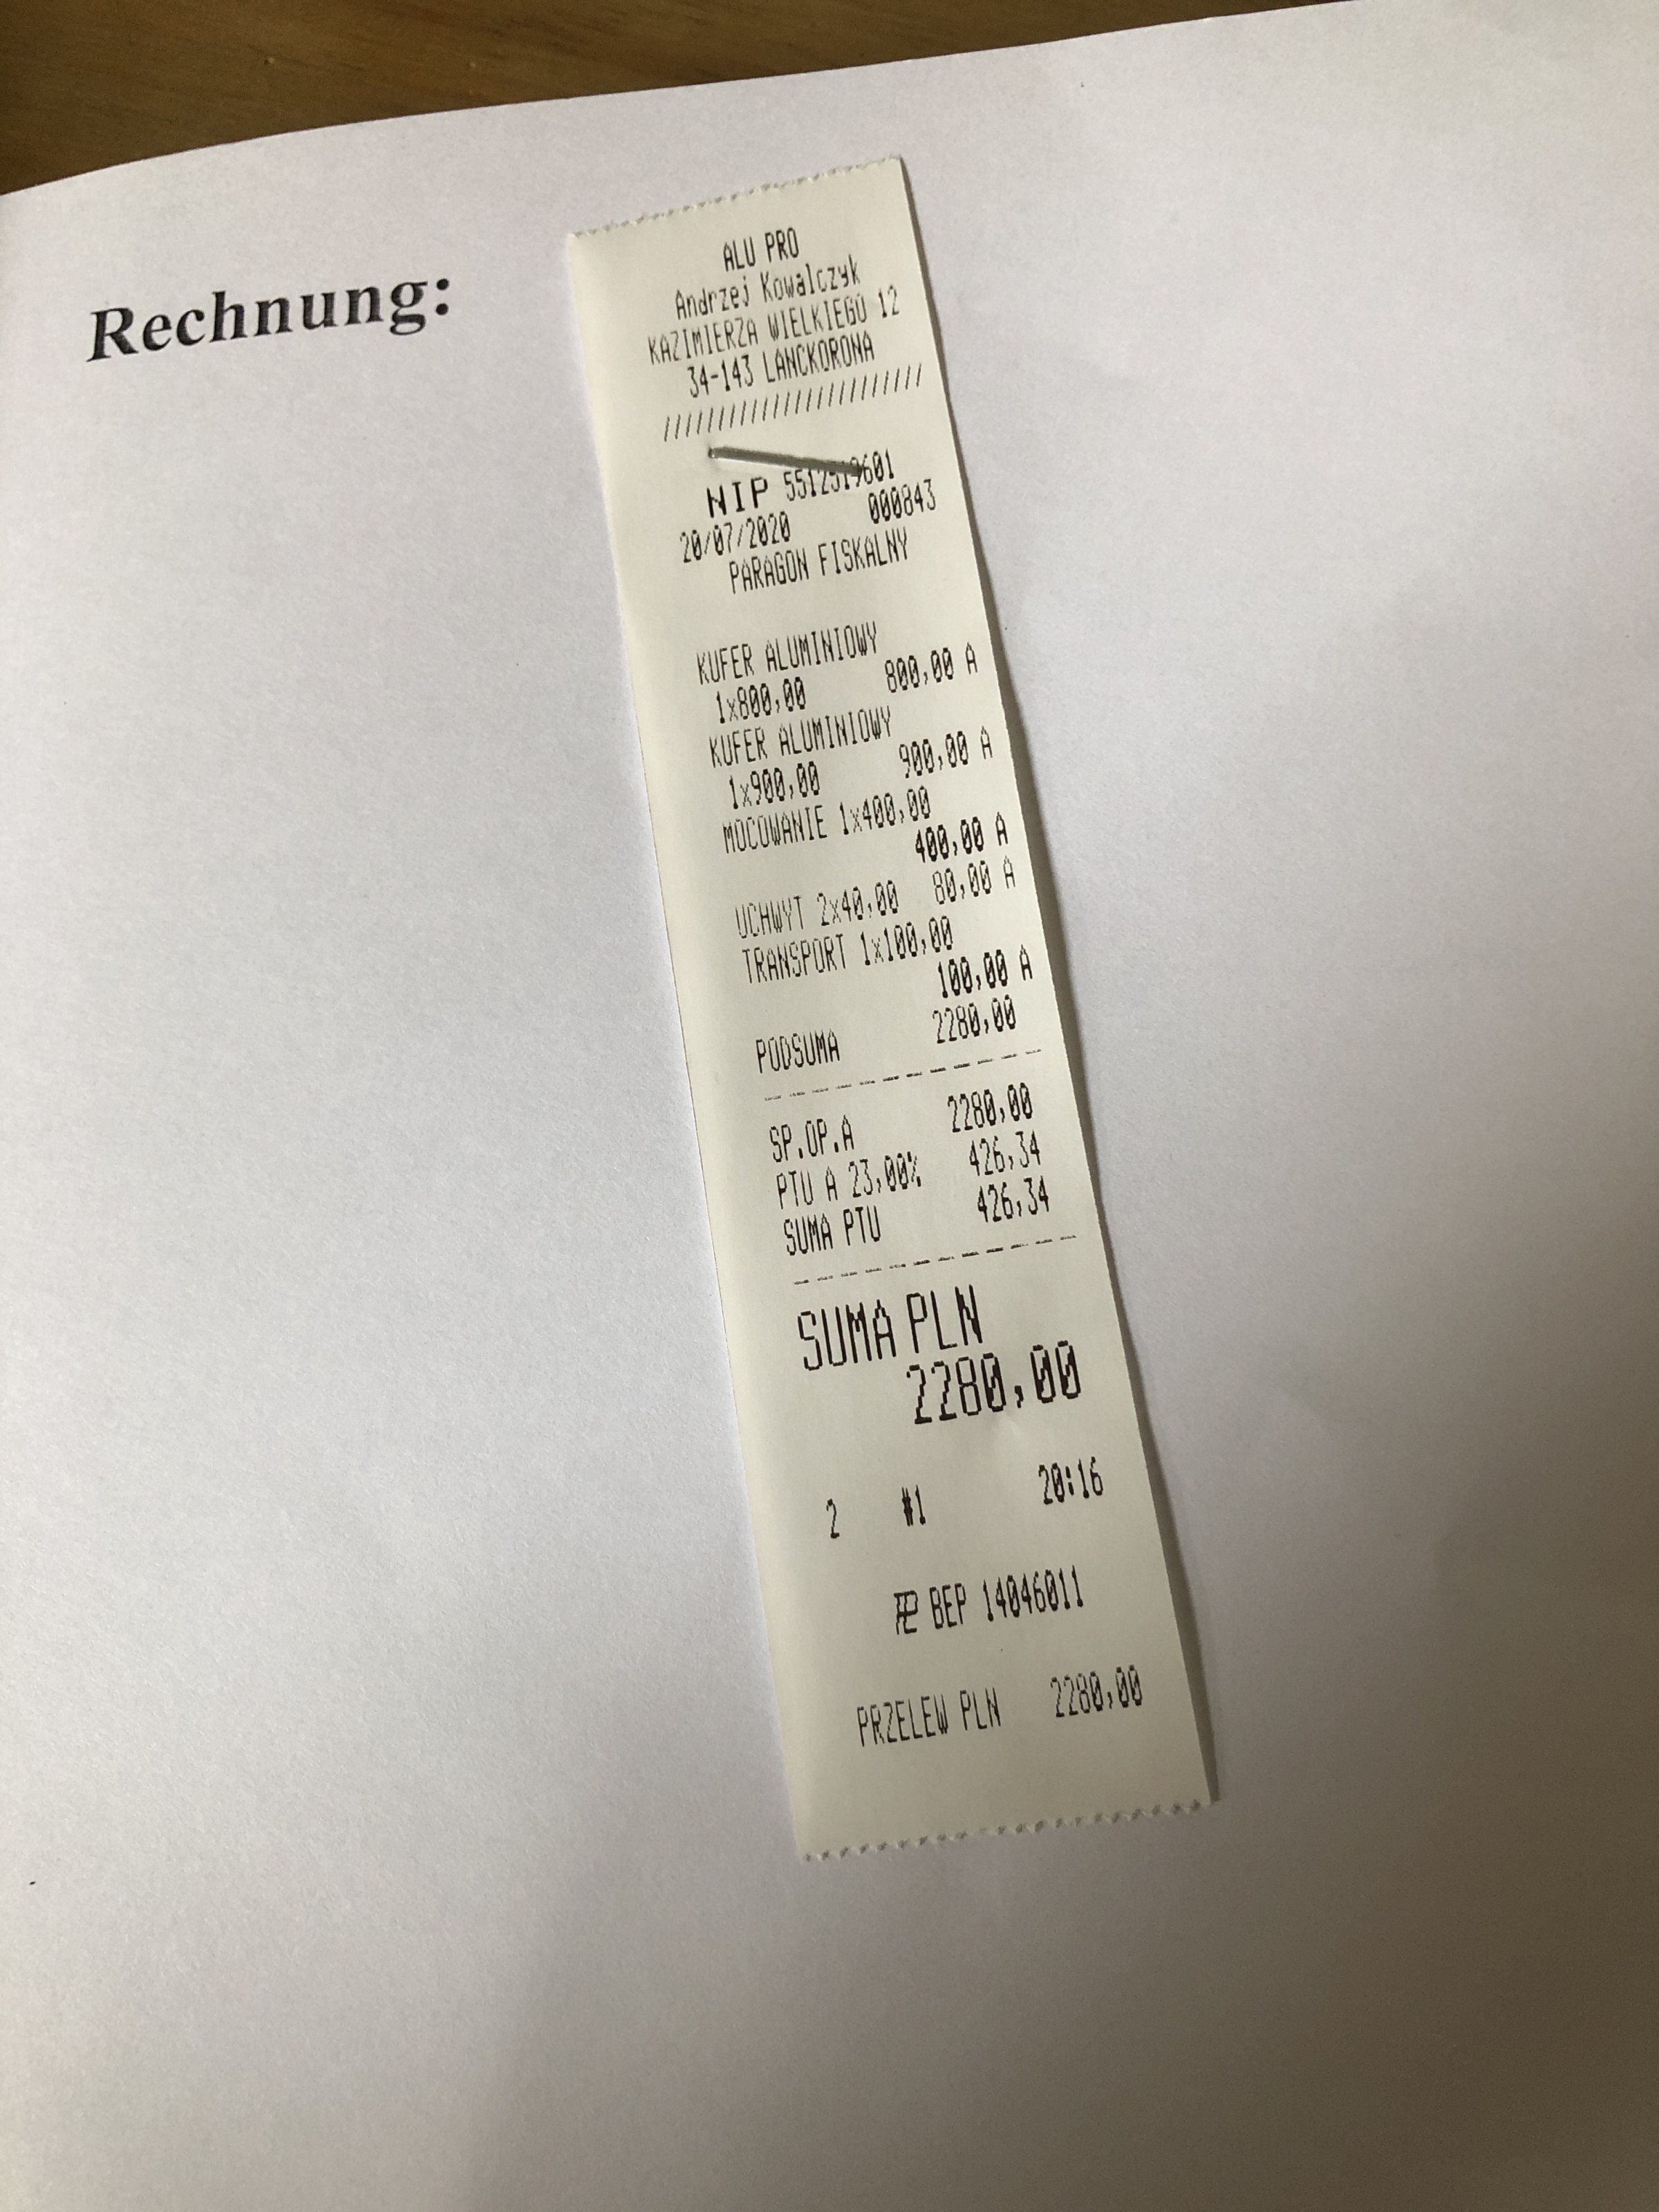 Rechnung:
ALU PRO
Andrzej Kowalczyk
KAZIMIERZA WIELKIEGO 12
34-143 LANCKORONA
////////////////////////
NIP 5512519601
20/07/2020 000843
PARAGON FISKALNY
KUFER ALUMINIOWY
1x800,00 800,00 A
KUFER ALUMINIOWY
1x900,00 900,00 A
MOCOWANIE 1x400,00
400,00 A
UCHWYT 2x40,00 80,00 A
TRANSPORT 1x100,00
100,00 A
PODSUMA 2280,00
SP.OP.A 2280,00
PTU A 23,00% 426,34
SUMA PTU 426,34
SUMA PLN
2280,00
2 #1 20:16
BEP 14046011
PRZELEW PLN 2280,00